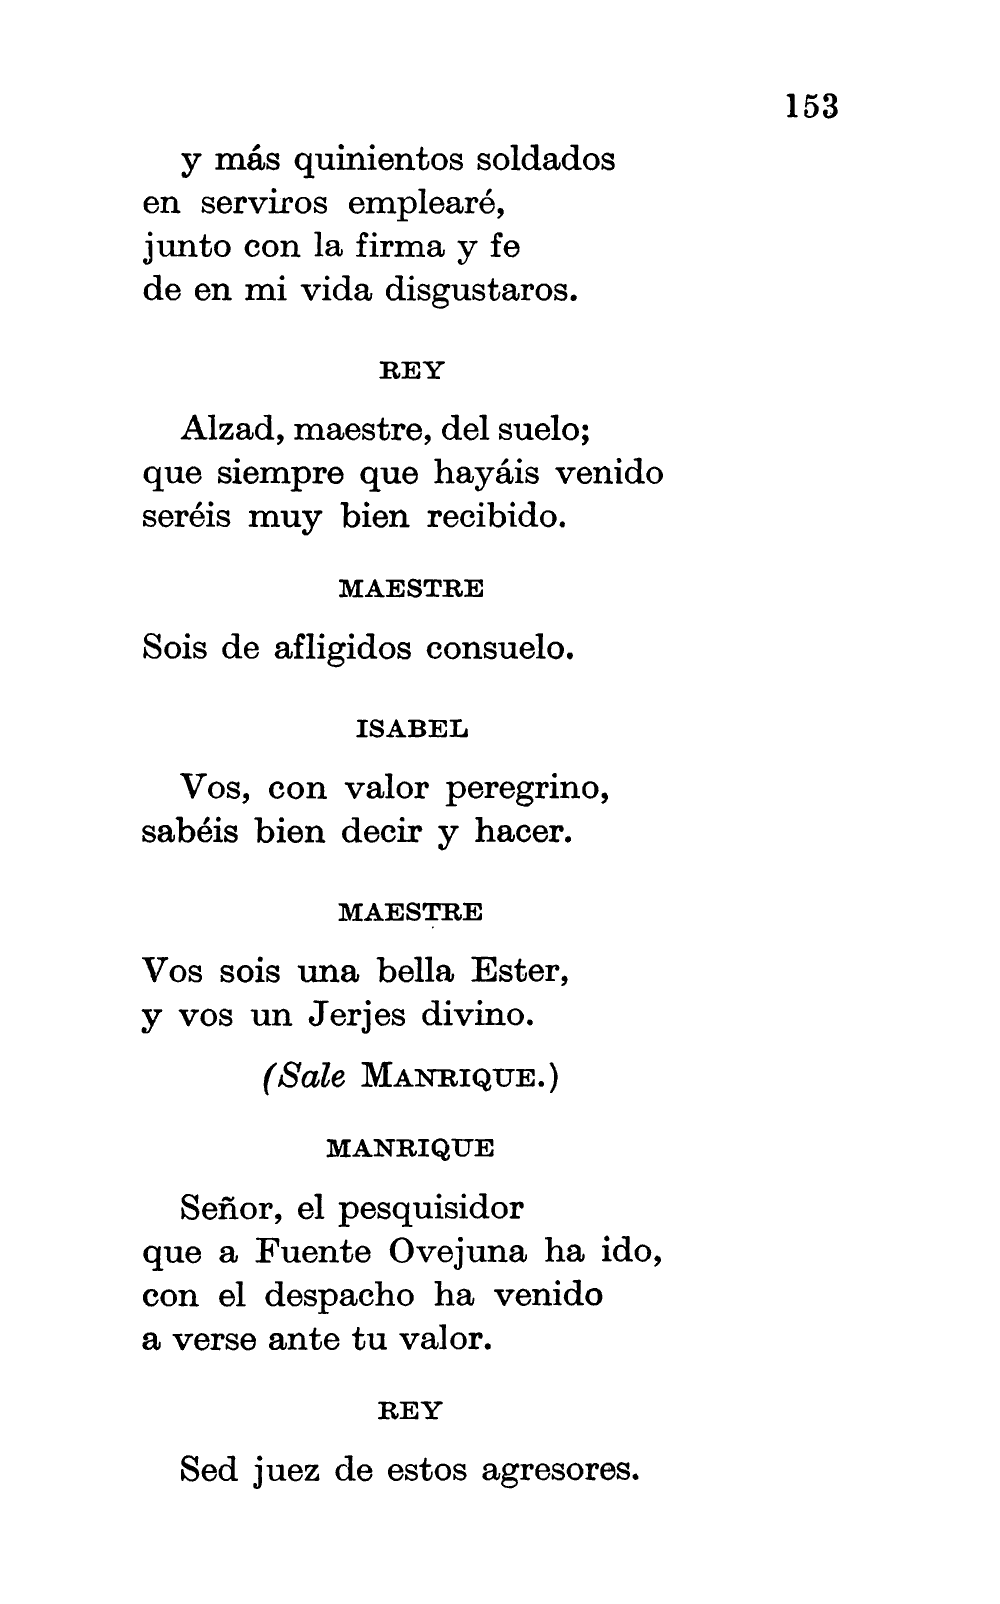 153
y más quinientos soldados
en serviros emplearé,
junto con la firma y fe
de en mi vida disgustaros.
REY
Alzad, maestre, del suelo;
que siempre que hayáis venido
seréis muy bien recibido.
MAESTRE
Sois de afligidos consuelo.
ISABEL
Vos, con valor peregrino,
sabéis bien decir y hacer.
MAESTRE
Vos sois una bella Ester,
y vos un Jerjes divino.
(Sale MANRIQUE.)
MANRIQUE
Señor, el pesquisidor
que a Fuente Ovejuna ha ido,
con el despacho ha venido
a verse ante tu valor.
REY
Sed juez de estos agresores.